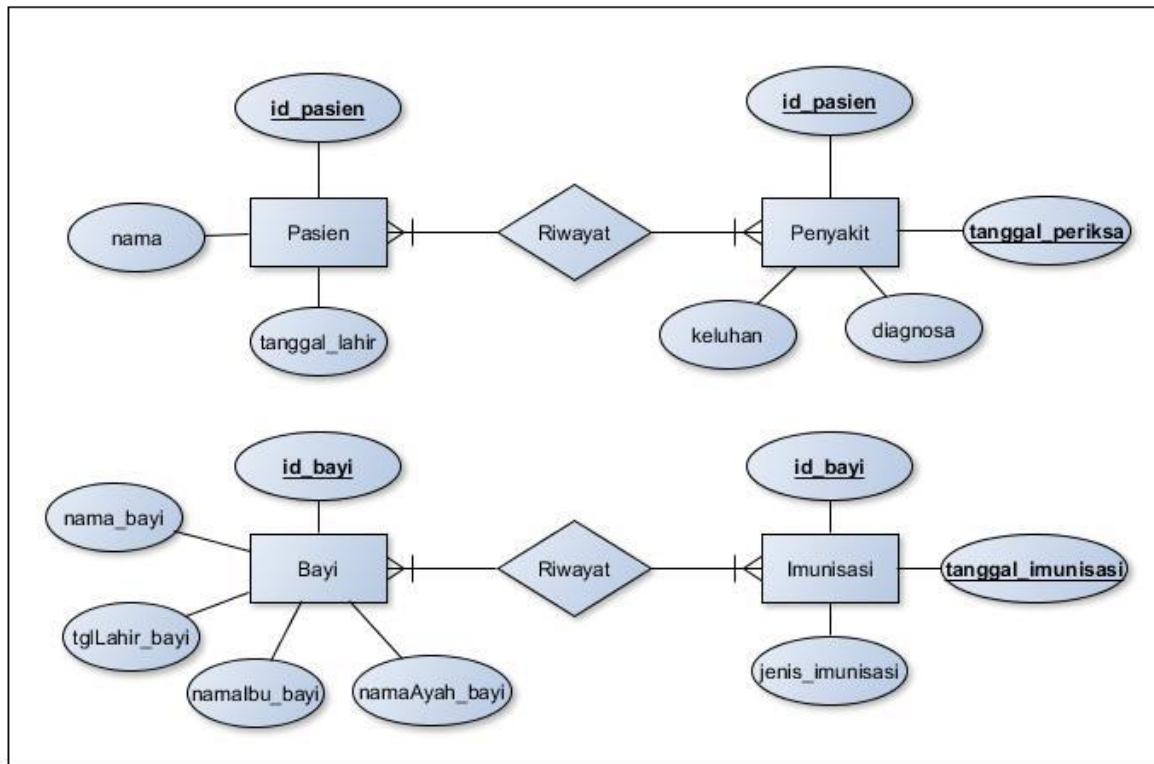 id_pasien
id_pasien
nama
Pasien
Riwayat
Penyakit
tanggal_periksa
tanggal_lahir
keluhan
diagnosa
id_bayi
id_bayi
nama_bayi
Bayi
Riwayat
Imunisasi
tanggal_imunisasi
tglLahir_bayi
namaIbu_bayi
namaAyah_bayi
jenis_imunisasi